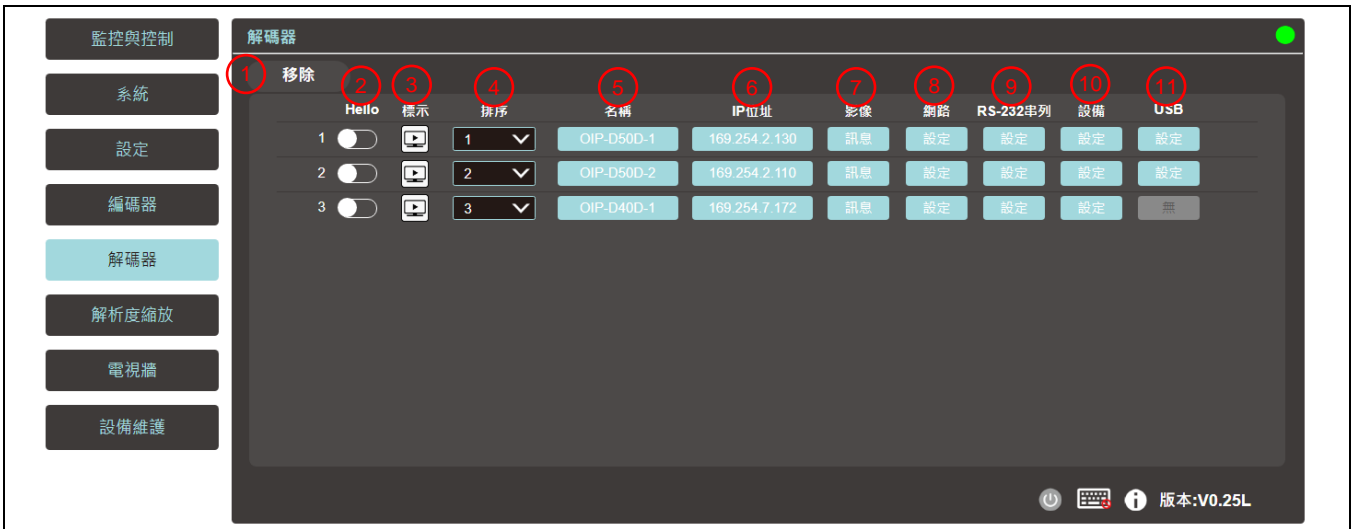 監控與控制
系統
設定
編碼器
解碼器
解析度縮放
電視牆
設備維護
解碼器
1 移除 2 3 4 5 6 7 8 9 10 11
Hello 標示 排序 名稱 IP位址 影像 網路 RS-232串列 設備 USB
1 1 OIP-D50D-1 169.254.2.130 訊息 設定 設定 設定 設定
2 2 OIP-D50D-2 169.254.2.110 訊息 設定 設定 設定 設定
3 3 OIP-D40D-1 169.254.7.172 訊息 設定 設定 設定 無
版本:V0.25L